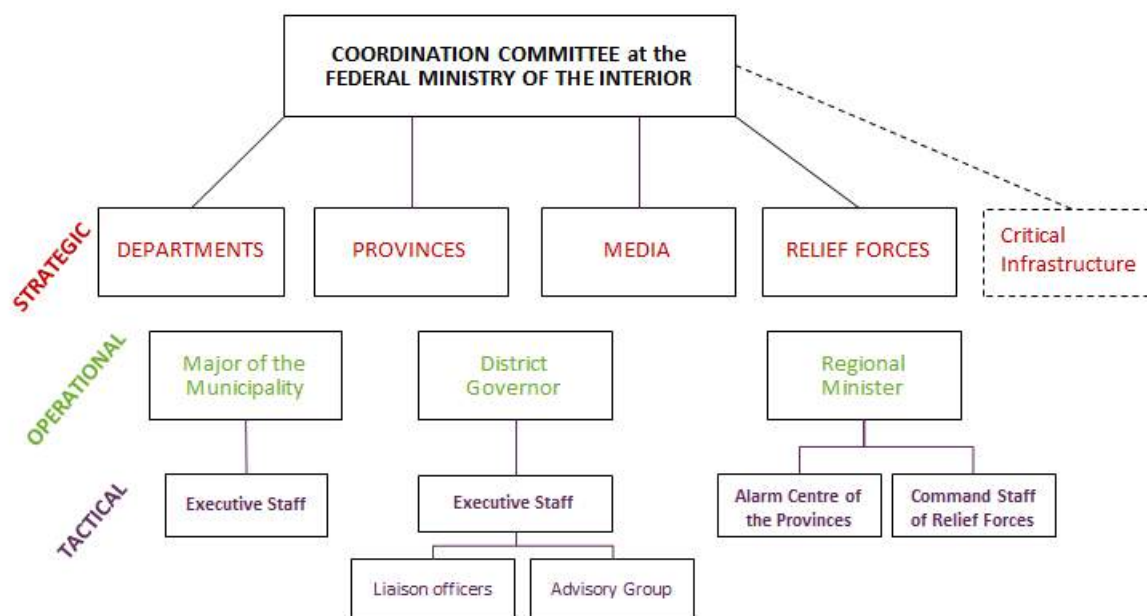 COORDINATION COMMITTEE at the
FEDERAL MINISTRY OF THE INTERIOR
STRATEGIC
DEPARTMENTS
PROVINCES
MEDIA
RELIEF FORCES
Critical
Infrastructure
OPERATIONAL
Major of the
Municipality
District
Governor
Regional
Minister
TACTICAL
Executive Staff
Executive Staff
Alarm Centre of
the Provinces
Command Staff
of Relief Forces
Liaison officers
Advisory Group